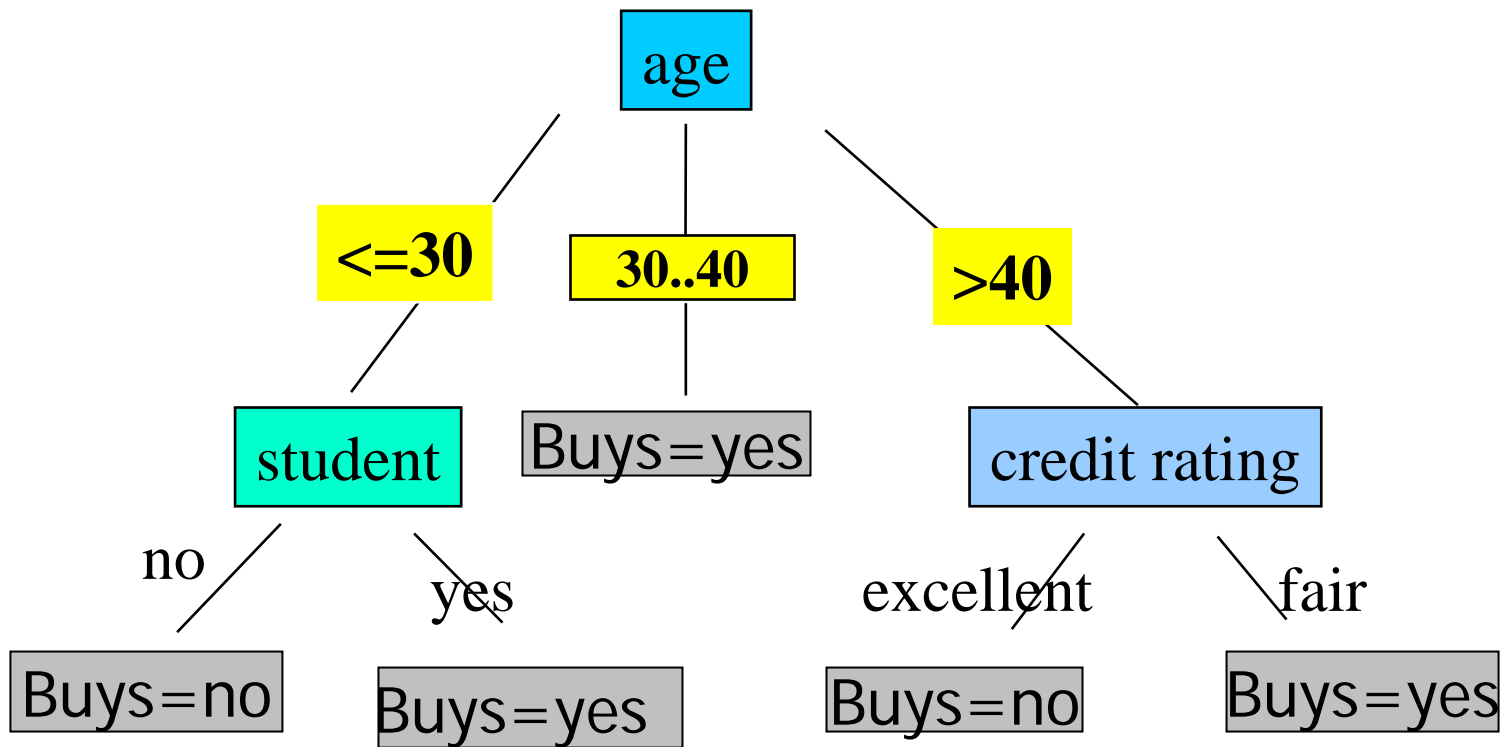 age
<=30
30..40
>40
student
Buys=yes
credit rating
no
yes
excellent
fair
Buys=no
Buys=yes
Buys=no
Buys=yes